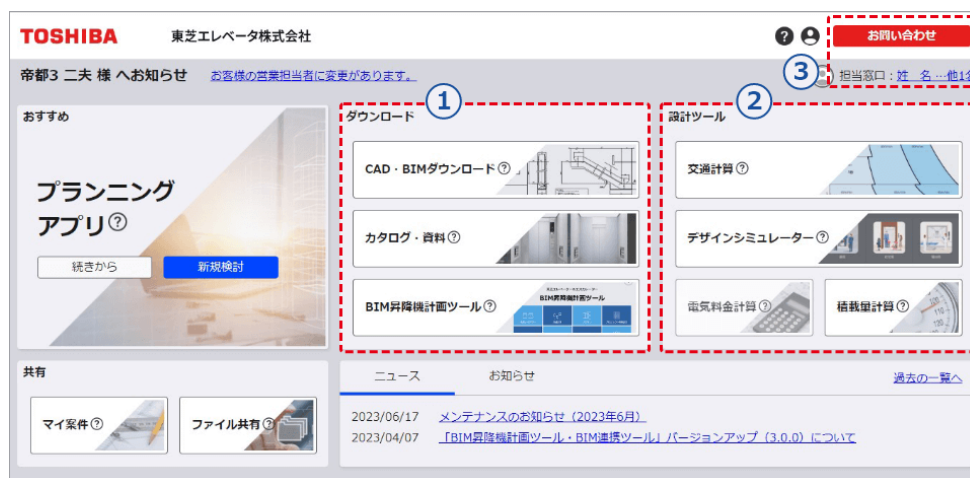 TOSHIBA 東芝エレベータ株式会社 お問い合わせ
帝都3 二夫 様 へお知らせ お客様の営業担当者に変更があります。 ③ 担当窓口：姓 名 …他1名
おすすめ
プランニング
アプリ
続きから 新規検討
① ダウンロード
CAD・BIMダウンロード
カタログ・資料
BIM昇降機計画ツール
BIM昇降機計画ツール
② 設計ツール
交通計算
デザインシミュレーター
電気料金計算 積載量計算
共有
マイ案件 ファイル共有
ニュース お知らせ 過去の一覧へ
2023/06/17 メンテナンスのお知らせ（2023年6月）
2023/04/07 「BIM昇降機計画ツール・BIM連携ツール」バージョンアップ（3.0.0）について